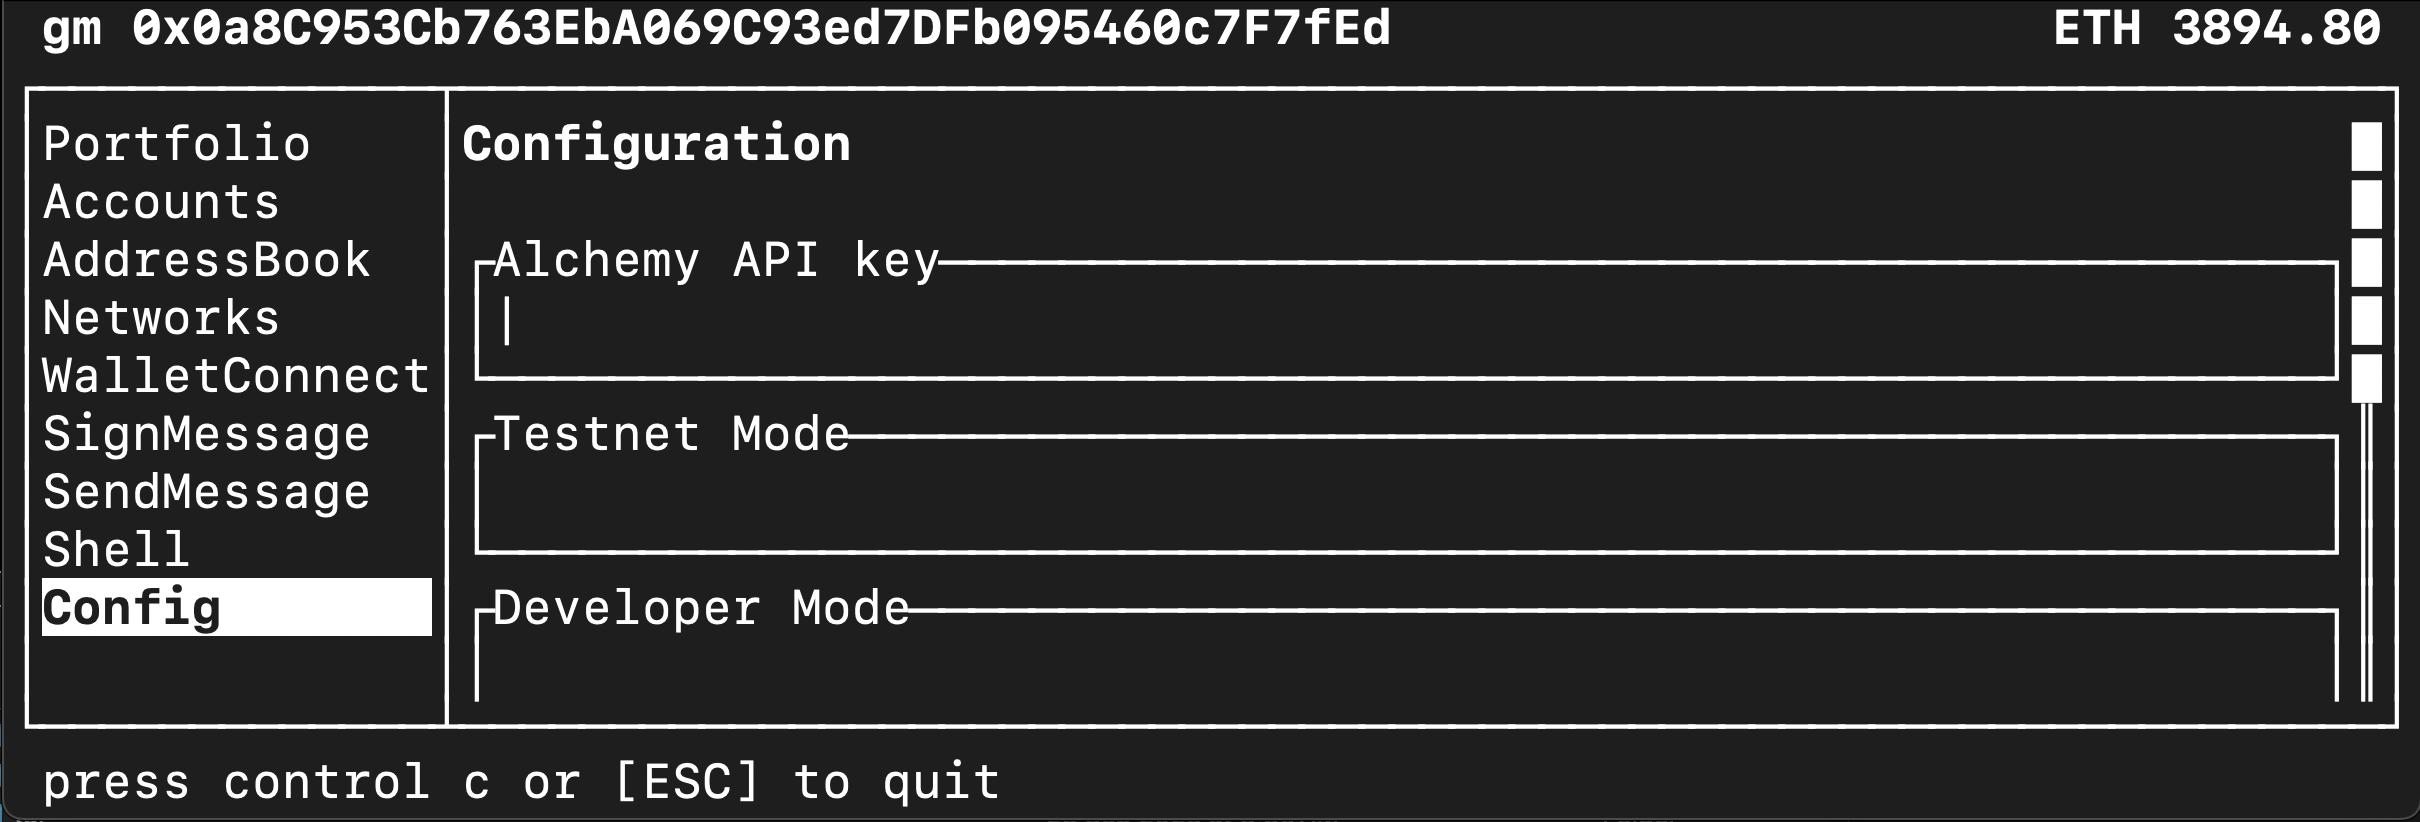 gm 0x0a8C953Cb763EbA069C93ed7DFb095460c7F7fEd ETH 3894.80
Portfolio
Accounts
AddressBook
Networks
WalletConnect
SignMessage
SendMessage
Shell
Config
Configuration
Alchemy API key
Testnet Mode
Developer Mode
press control c or [ESC] to quit